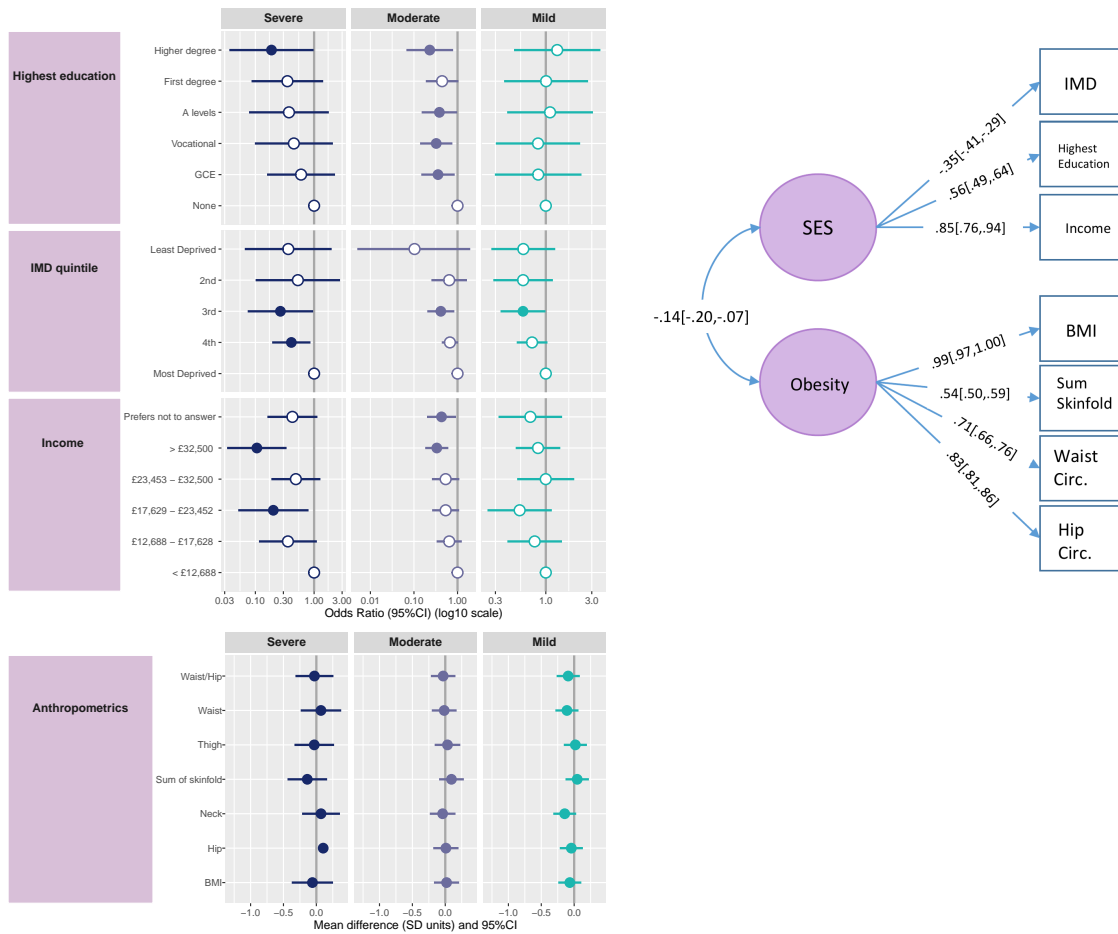 Severe Moderate Mild
Highest education
Higher degree
First degree
A levels
Vocational
GCE
None
IMD quintile
Least Deprived
2nd
3rd
4th
Most Deprived
Income
Prefers not to answer
> £32,500
£23,453 – £32,500
£17,629 – £23,452
£12,688 – £17,628
< £12,688
0.03 0.10 0.30 1.00 3.00 0.01 0.10 1.00 0.3 1.0 3.0
Odds Ratio (95%CI) (log10 scale)
Severe Moderate Mild
Anthropometrics
Waist/Hip
Waist
Thigh
Sum of skinfold
Neck
Hip
BMI
−1.0 −0.5 0.0 −1.0 −0.5 0.0 −1.0 −0.5 0.0
Mean difference (SD units) and 95%CI
SES
-.35[-.41,-.29]
IMD
.56[.49,.64]
Highest
Education
.85[.76,.94]
Income
-.14[-.20,-.07]
Obesity
.99[.97,1.00]
BMI
.54[.50,.59]
Sum
Skinfold
.71[.66,.76]
Waist
Circ.
.83[.81,.86]
Hip
Circ.